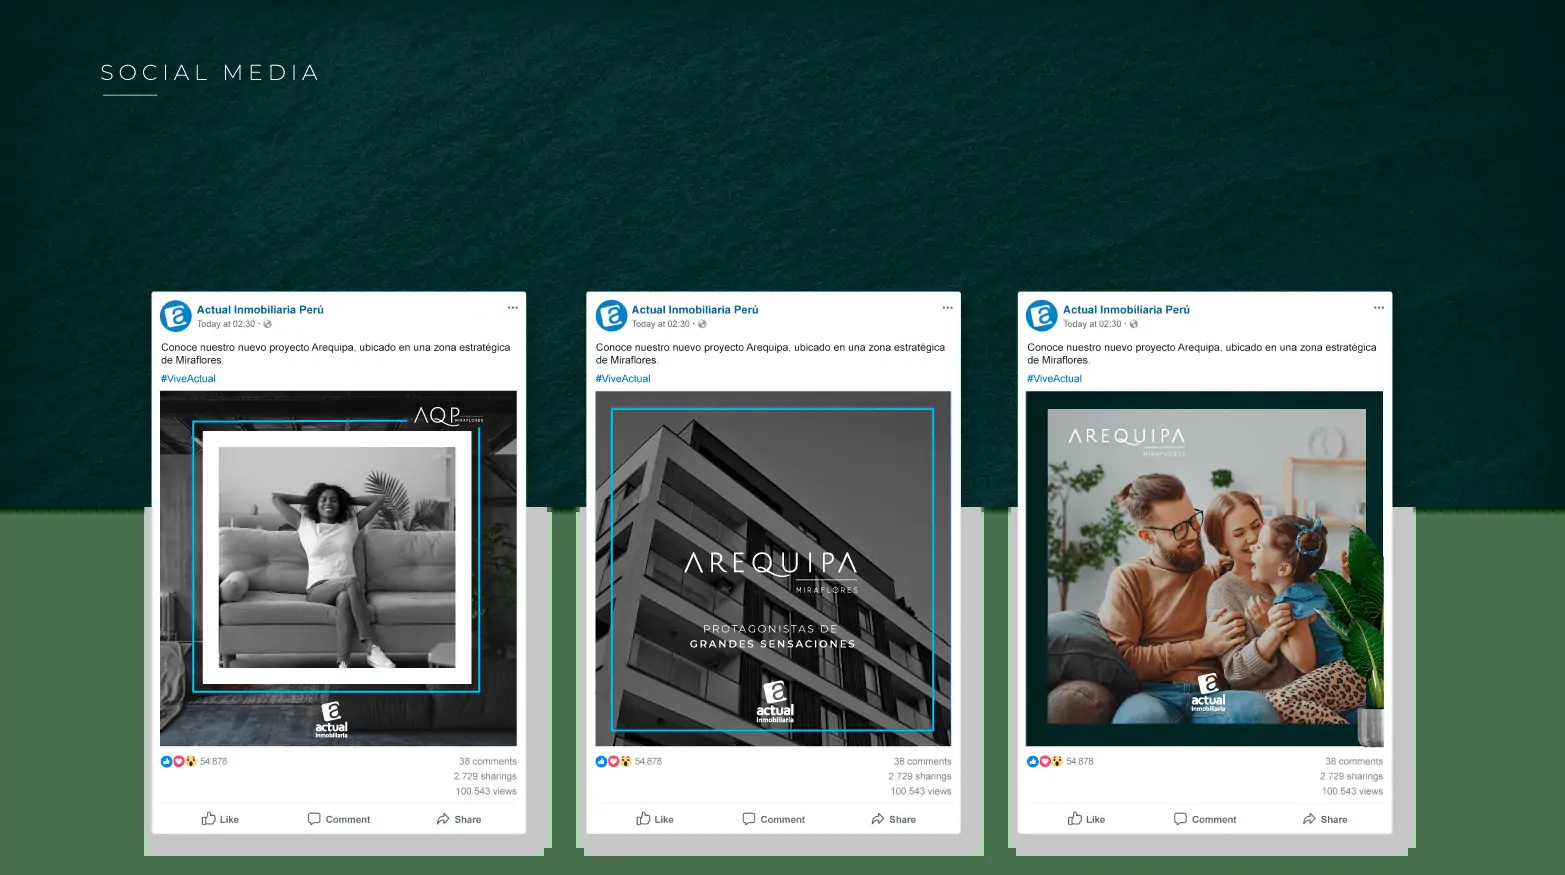 SOCIAL MEDIA
Actual Inmobiliaria Perú
Today at 02:30 ·
Conoce nuestro nuevo proyecto Arequipa, ubicado en una zona estratégica
de Miraflores.
#ViveActual
AQP
MIRAFLORES
actual
inmobiliaria
54.878
38 comments
2.729 sharings
100.543 views
Like
Comment
Share
Actual Inmobiliaria Perú
Today at 02:30 ·
Conoce nuestro nuevo proyecto Arequipa, ubicado en una zona estratégica
de Miraflores.
#ViveActual
AREQUIPA
MIRAFLORES
PROTAGONISTAS DE
GRANDES SENSACIONES
actual
inmobiliaria
54.878
38 comments
2.729 sharings
100.543 views
Like
Comment
Share
Actual Inmobiliaria Perú
Today at 02:30 ·
Conoce nuestro nuevo proyecto Arequipa, ubicado en una zona estratégica
de Miraflores.
#ViveActual
AREQUIPA
MIRAFLORES
actual
inmobiliaria
54.878
38 comments
2.729 sharings
100.543 views
Like
Comment
Share